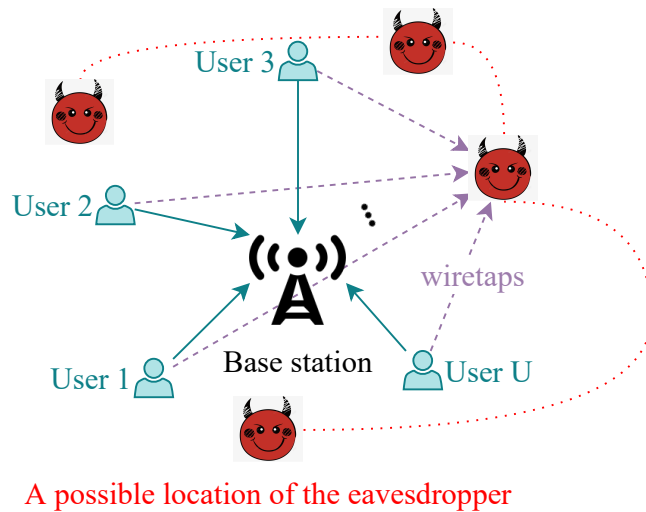 User 3
User 2
wiretaps
User 1
Base station
User U
A possible location of the eavesdropper